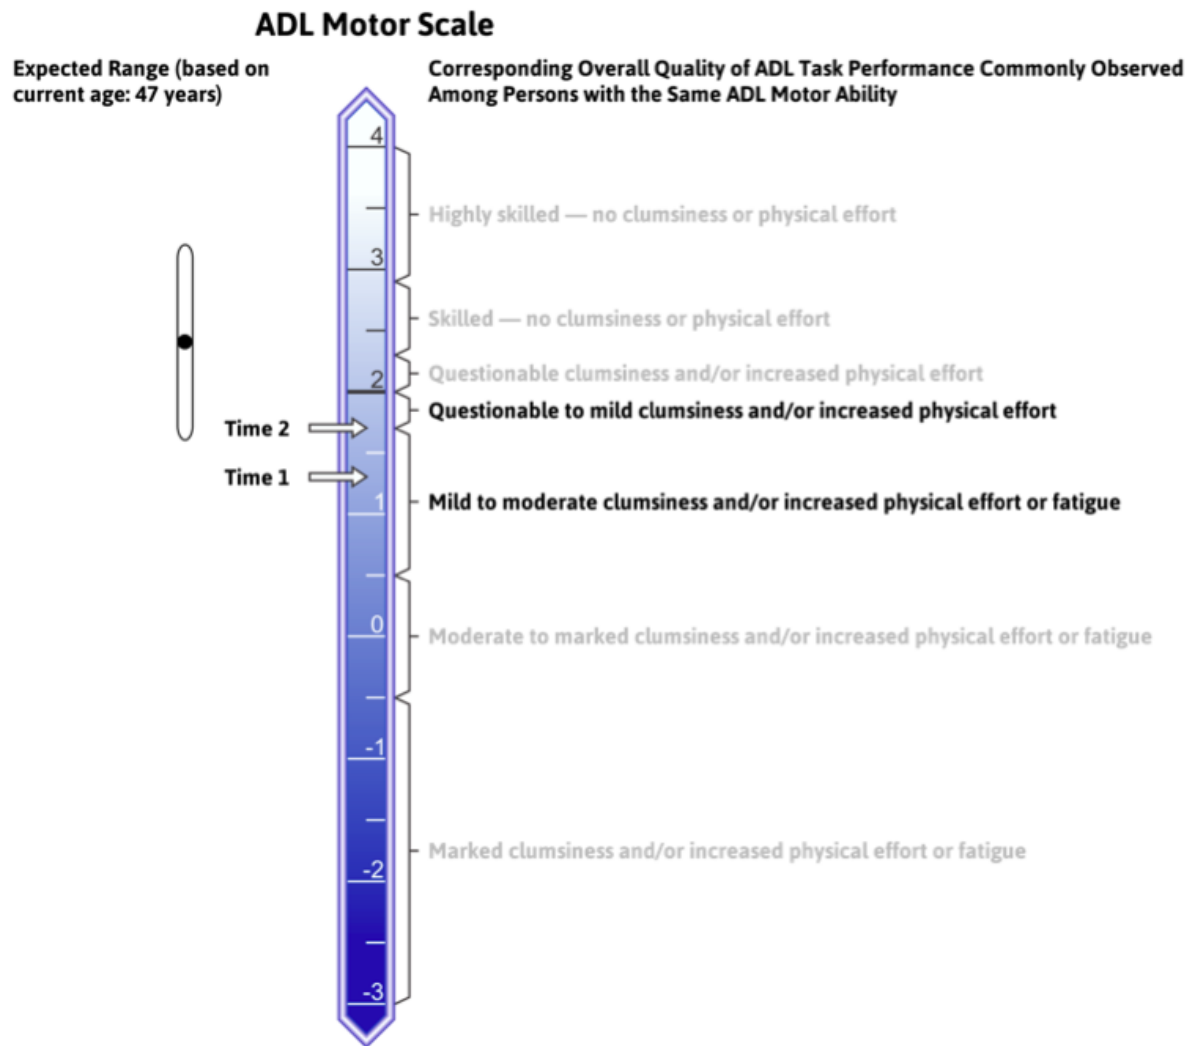 ADL Motor Scale
Expected Range (based on
current age: 47 years)
Corresponding Overall Quality of ADL Task Performance Commonly Observed
Among Persons with the Same ADL Motor Ability
4
Highly skilled — no clumsiness or physical effort
3
Skilled — no clumsiness or physical effort
Questionable clumsiness and/or increased physical effort
2
Questionable to mild clumsiness and/or increased physical effort
Time 2
Time 1
1
Mild to moderate clumsiness and/or increased physical effort or fatigue
0
Moderate to marked clumsiness and/or increased physical effort or fatigue
-1
Marked clumsiness and/or increased physical effort or fatigue
-2
-3